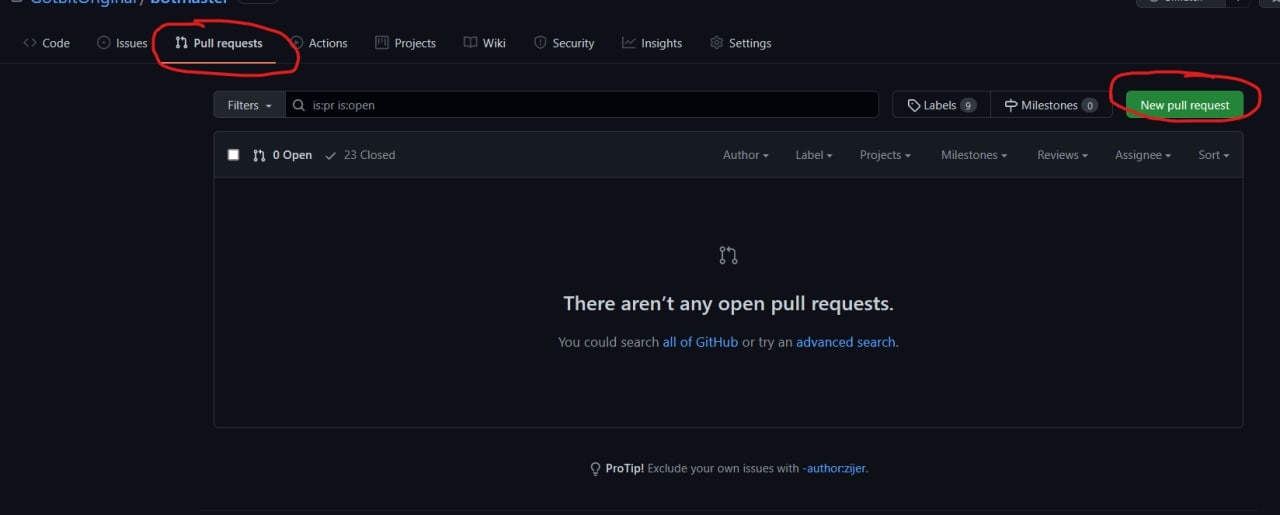 GotbitOriginal / botmaster
Code Issues Pull requests Actions Projects Wiki Security Insights Settings
Filters is:pr is:open Labels 9 Milestones 0 New pull request
0 Open 23 Closed Author Label Projects Milestones Reviews Assignee Sort
There aren’t any open pull requests.
You could search all of GitHub or try an advanced search.
ProTip! Exclude your own issues with -author:zijer.